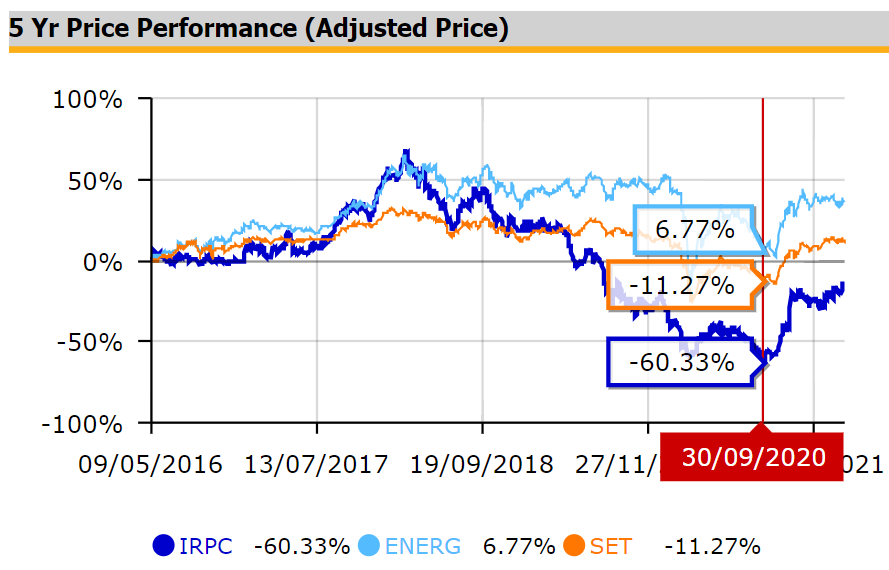 5 Yr Price Performance (Adjusted Price)
100%
50%
6.77%
0%
-11.27%
-50%
-60.33%
-100%
09/05/2016 13/07/2017 19/09/2018 27/11/ 30/09/2020 021
IRPC -60.33% ENERG 6.77% SET -11.27%